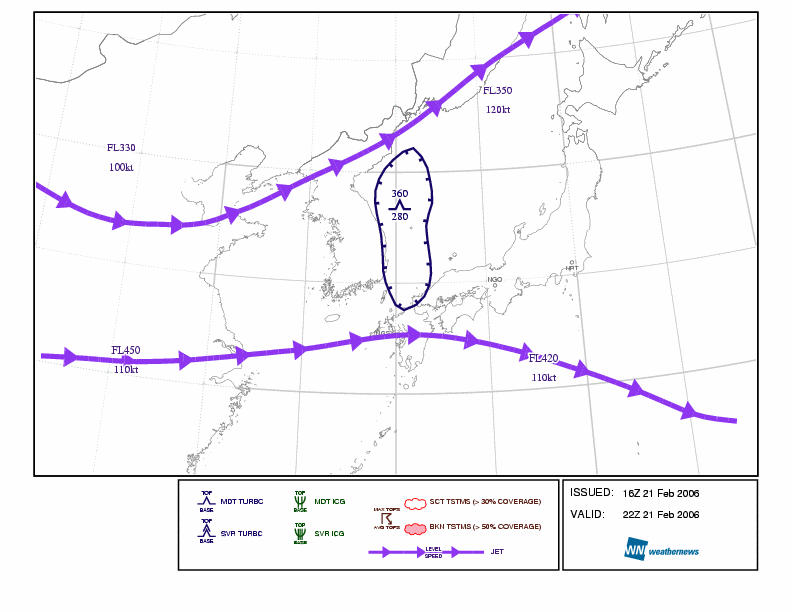 FL350
120kt
FL330
100kt
360
280
NGO
NRT
FL450
110kt
FL420
110kt
TOP
BASE
MDT TURBC
TOP
BASE
MDT ICG
TOP
BASE
SVR TURBC
TOP
BASE
SVR ICG
MAX TOPS
AVG TOPS
SCT TSTMS (> 30% COVERAGE)
BKN TSTMS (> 50% COVERAGE)
LEVEL
SPEED
JET
ISSUED: 16Z 21 Feb 2006
VALID: 22Z 21 Feb 2006
WN weathernews